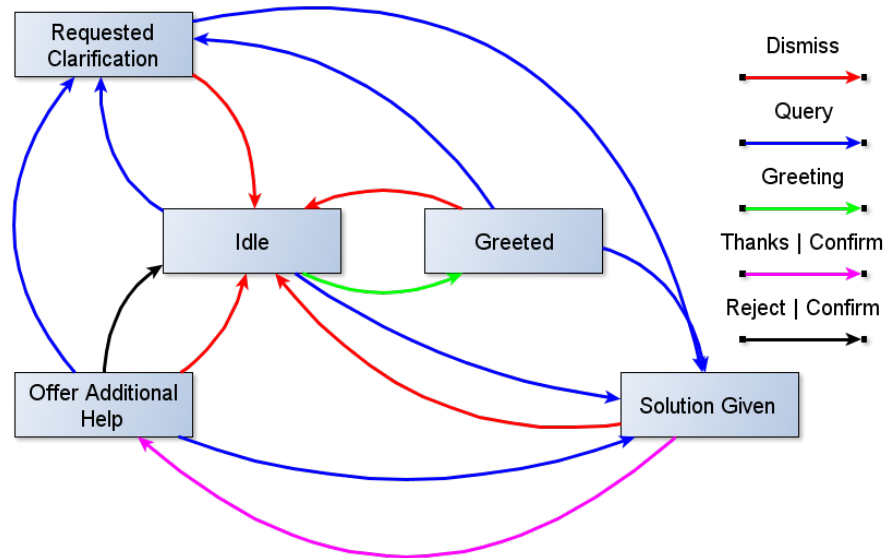 Requested
Clarification
Dismiss
Query
Greeting
Idle
Greeted
Thanks | Confirm
Reject | Confirm
Offer Additional
Help
Solution Given